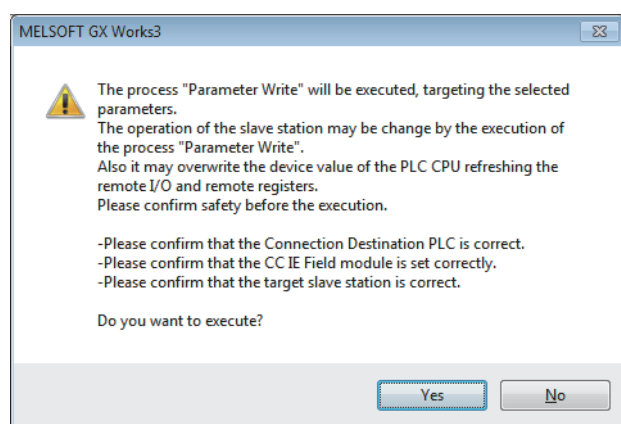 MELSOFT GX Works3
The process "Parameter Write" will be executed, targeting the selected
parameters.
The operation of the slave station may be change by the execution of
the process "Parameter Write".
Also it may overwrite the device value of the PLC CPU refreshing the
remote I/O and remote registers.
Please confirm safety before the execution.
-Please confirm that the Connection Destination PLC is correct.
-Please confirm that the CC IE Field module is set correctly.
-Please confirm that the target slave station is correct.
Do you want to execute?
Yes
No